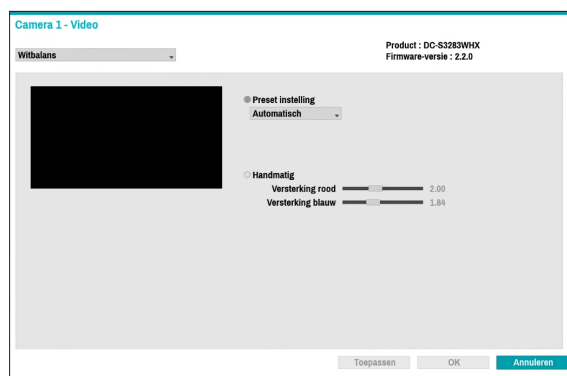 Camera 1 - Video
Witbalans
Product : DC-S3283WHX
Firmware-versie : 2.2.0
Preset instelling
Automatisch
Handmatig
Versterking rood 2.00
Versterking blauw 1.84
Toepassen OK Annuleren